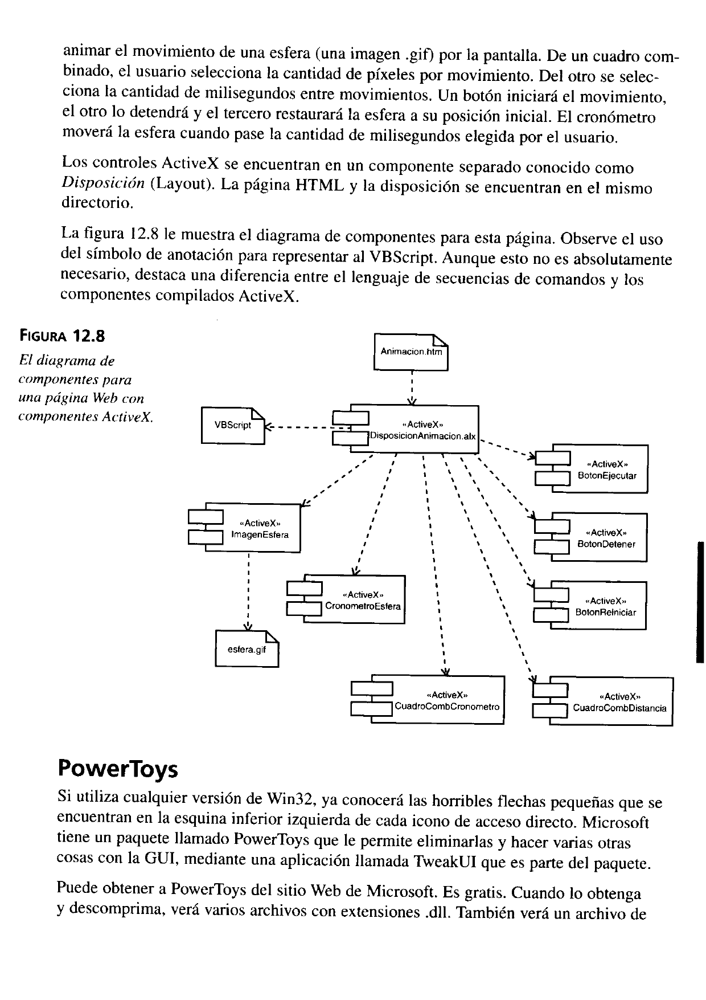 animar el movimiento de una esfera (una imagen .gif) por la pantalla. De un cuadro com-
binado, el usuario selecciona la cantidad de píxeles por movimiento. Del otro se selec-
ciona la cantidad de milisegundos entre movimientos. Un botón iniciará el movimiento,
el otro lo detendrá y el tercero restaurará la esfera a su posición inicial. El cronómetro
moverá la esfera cuando pase la cantidad de milisegundos elegida por el usuario.
Los controles ActiveX se encuentran en un componente separado conocido como
Disposición (Layout). La página HTML y la disposición se encuentran en el mismo
directorio.
La figura 12.8 le muestra el diagrama de componentes para esta página. Observe el uso
del símbolo de anotación para representar al VBScript. Aunque esto no es absolutamente
necesario, destaca una diferencia entre el lenguaje de secuencias de comandos y los
componentes compilados ActiveX.
FIGURA 12.8
El diagrama de
componentes para
una página Web con
componentes ActiveX.
Animacion.htm
VBScript
«ActiveX»
DisposicionAnimacion.alx
«ActiveX»
BotonEjecutar
«ActiveX»
ImagenEsfera
«ActiveX»
BotonDetener
«ActiveX»
CronometroEsfera
«ActiveX»
BotonReiniciar
esfera.gif
«ActiveX»
CuadroCombCronometro
«ActiveX»
CuadroCombDistancia
PowerToys
Si utiliza cualquier versión de Win32, ya conocerá las horribles flechas pequeñas que se
encuentran en la esquina inferior izquierda de cada icono de acceso directo. Microsoft
tiene un paquete llamado PowerToys que le permite eliminarlas y hacer varias otras
cosas con la GUI, mediante una aplicación llamada TweakUI que es parte del paquete.
Puede obtener a PowerToys del sitio Web de Microsoft. Es gratis. Cuando lo obtenga
y descomprima, verá varios archivos con extensiones .dll. También verá un archivo de